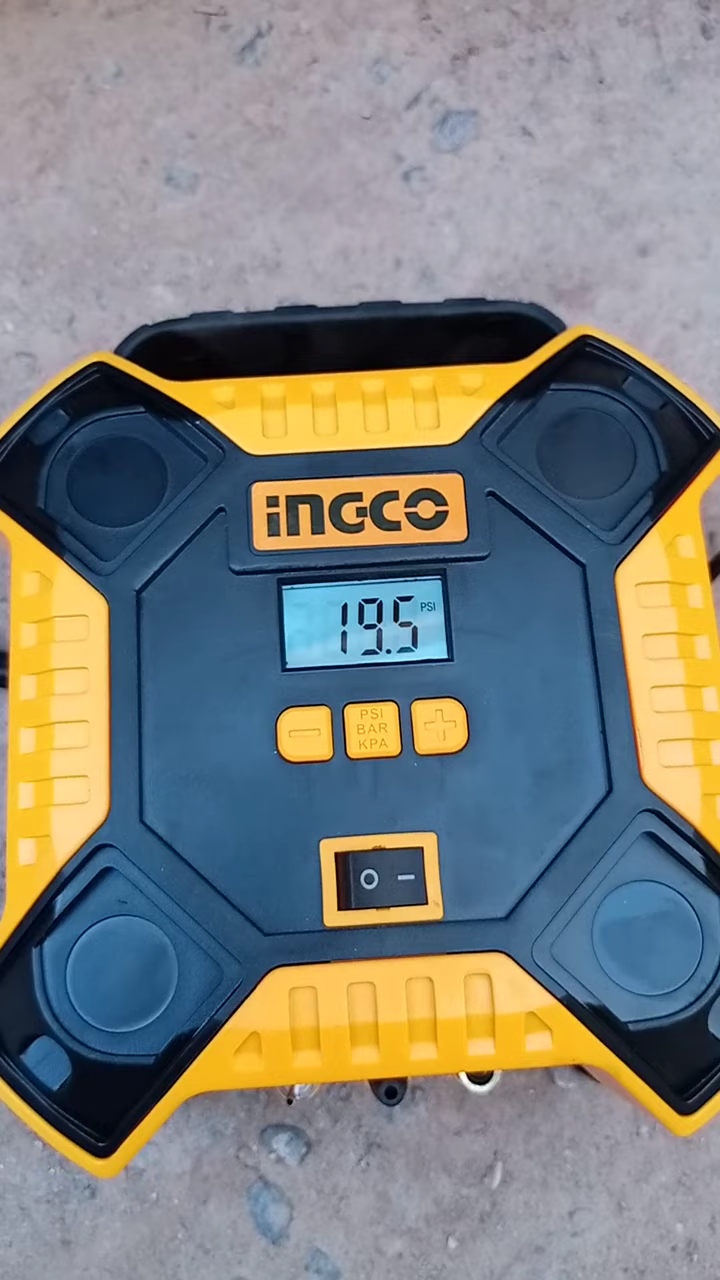 INGCO
19.5 PSI
− PSI +
BAR
KPA
O −